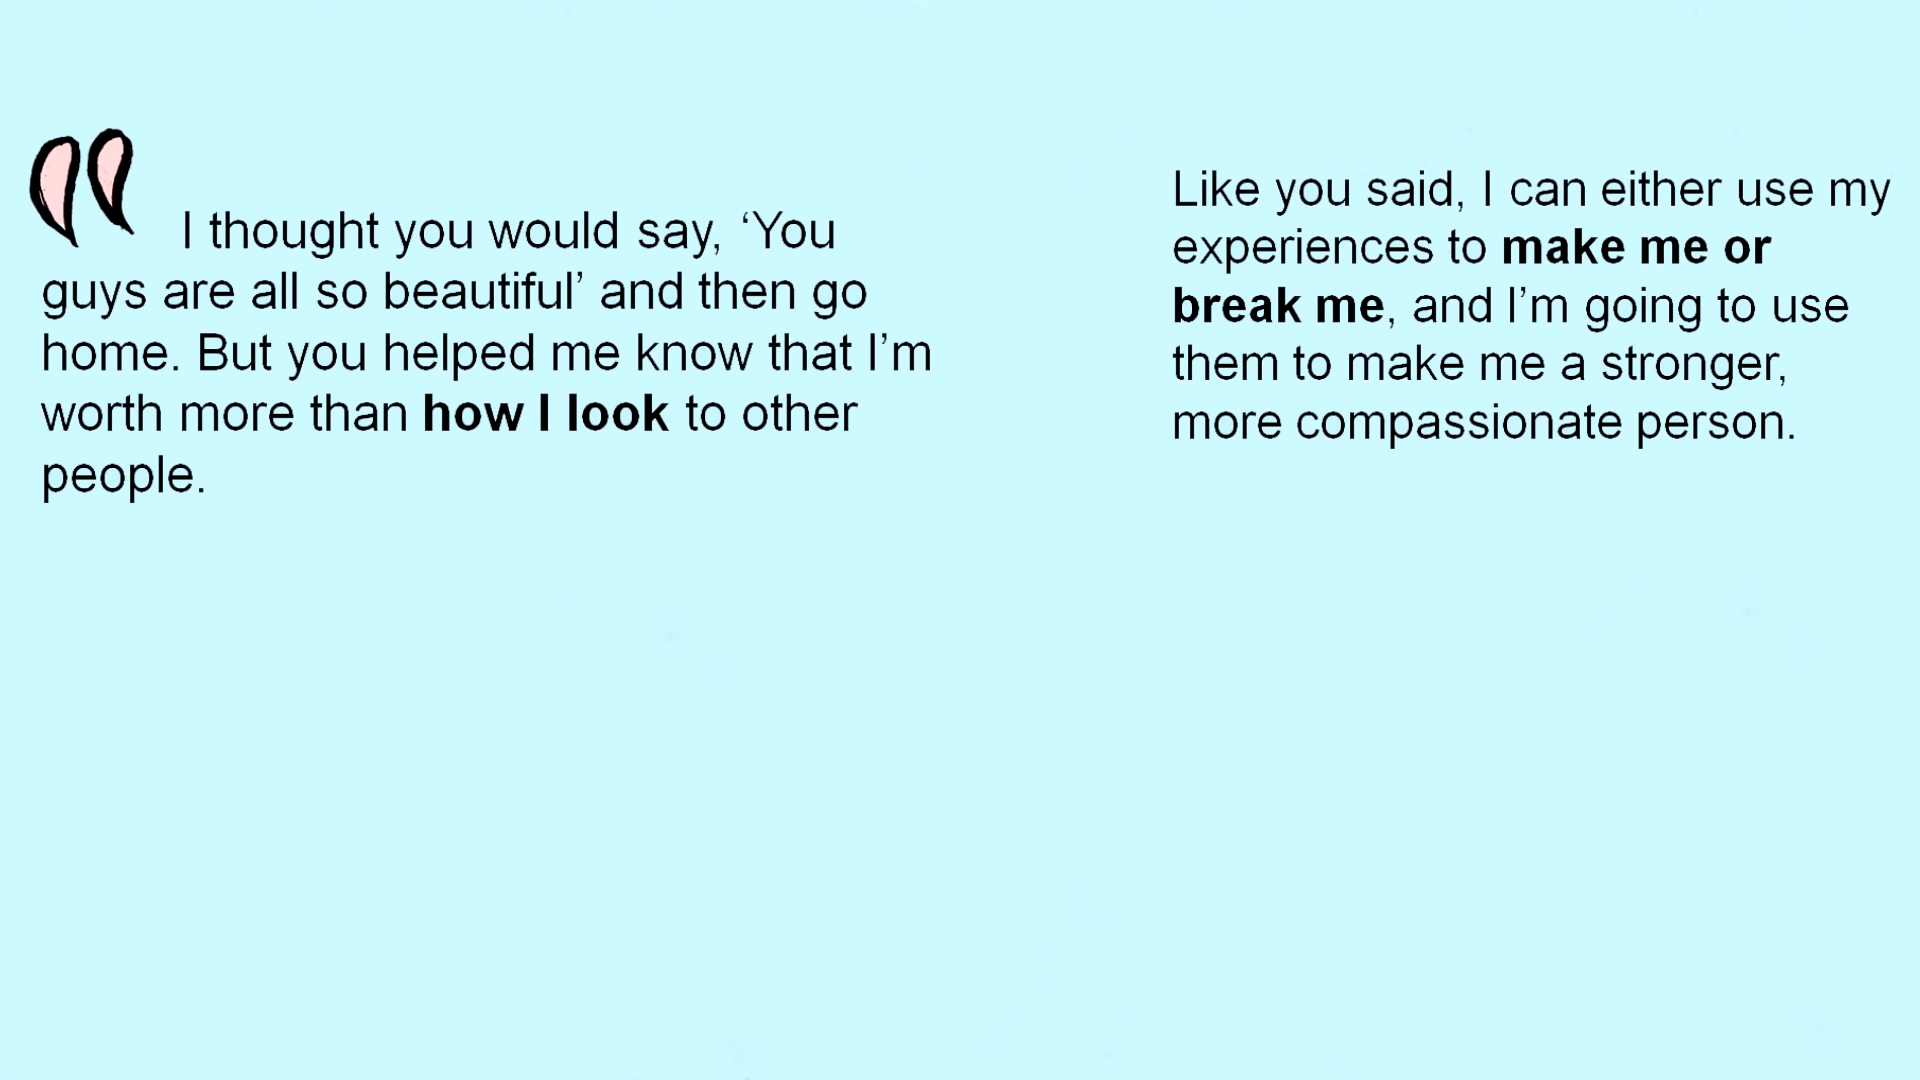 I thought you would say, ‘You
guys are all so beautiful’ and then go
home. But you helped me know that I’m
worth more than how I look to other
people.
Like you said, I can either use my
experiences to make me or
break me, and I’m going to use
them to make me a stronger,
more compassionate person.